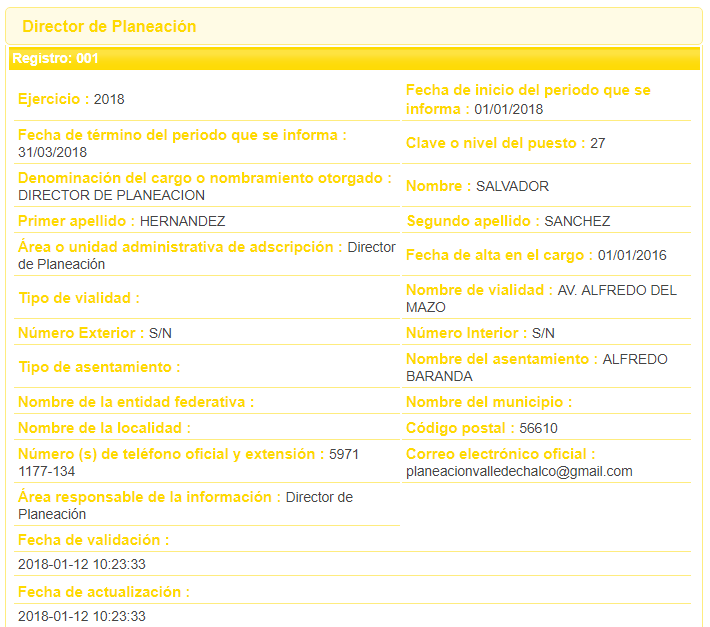 Director de Planeación
Registro: 001
Ejercicio : 2018
Fecha de inicio del periodo que se
informa : 01/01/2018
Fecha de término del periodo que se informa :
31/03/2018
Clave o nivel del puesto : 27
Denominación del cargo o nombramiento otorgado :
DIRECTOR DE PLANEACION
Nombre : SALVADOR
Primer apellido : HERNANDEZ
Segundo apellido : SANCHEZ
Área o unidad administrativa de adscripción : Director
de Planeación
Fecha de alta en el cargo : 01/01/2016
Tipo de vialidad :
Nombre de vialidad : AV. ALFREDO DEL
MAZO
Número Exterior : S/N
Número Interior : S/N
Tipo de asentamiento :
Nombre del asentamiento : ALFREDO
BARANDA
Nombre de la entidad federativa :
Nombre del municipio :
Nombre de la localidad :
Código postal : 56610
Número (s) de teléfono oficial y extensión : 5971
1177-134
Correo electrónico oficial :
planeacionvalledechalco@gmail.com
Área responsable de la información : Director de
Planeación
Fecha de validación :
2018-01-12 10:23:33
Fecha de actualización :
2018-01-12 10:23:33